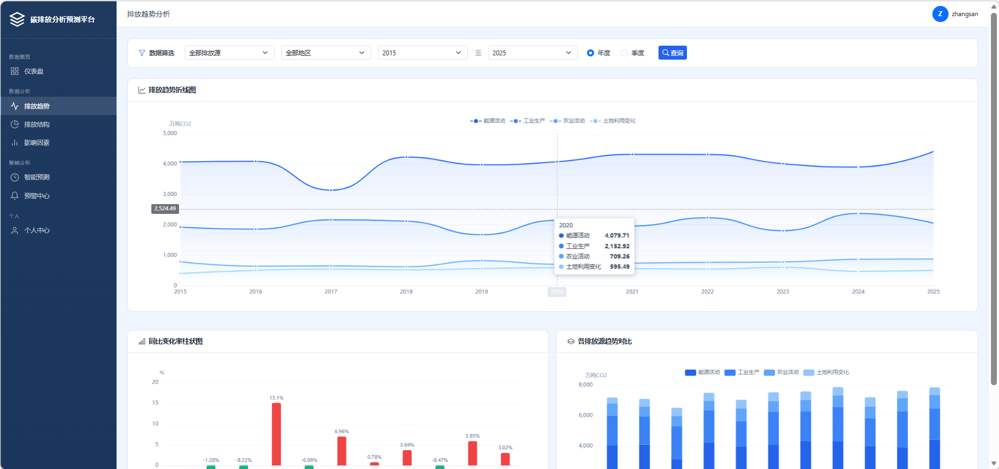 碳排放分析预测平台
数据概览
仪表盘
数据分析
排放趋势
排放结构
影响因素
智能分析
智能预测
预警中心
个人
个人中心
排放趋势分析
Z zhangsan
数据筛选 全部排放源 全部地区 2015 至 2025 年度 季度 查询
排放趋势折线图
能源活动 工业生产 农业活动 土地利用变化
万吨CO2
5,000
4,000
3,000
2,524.49
2,000
1,000
0
2020
能源活动 4,079.71
工业生产 2,152.92
农业活动 709.26
土地利用变化 595.49
2015 2016 2017 2018 2019 2020 2021 2022 2023 2024 2025
同比变化率柱状图
%
20
15
10
5
0
-1.28% -8.22% 15.1% -6.08% 6.96% 0.78% 3.69% -8.47% 5.85% 3.02%
各排放源趋势对比
能源活动 工业生产 农业活动 土地利用变化
万吨CO2
8,000
6,000
4,000